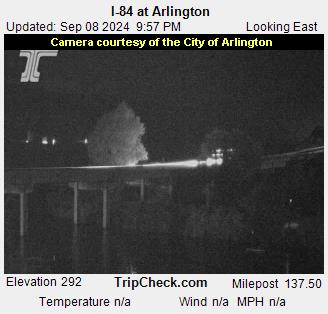 I-84 at Arlington
Updated: Sep 08 2024 9:57 PM Looking East
Camera courtesy of the City of Arlington
Elevation 292 TripCheck.com Milepost 137.50
Temperature n/a Wind n/a MPH n/a